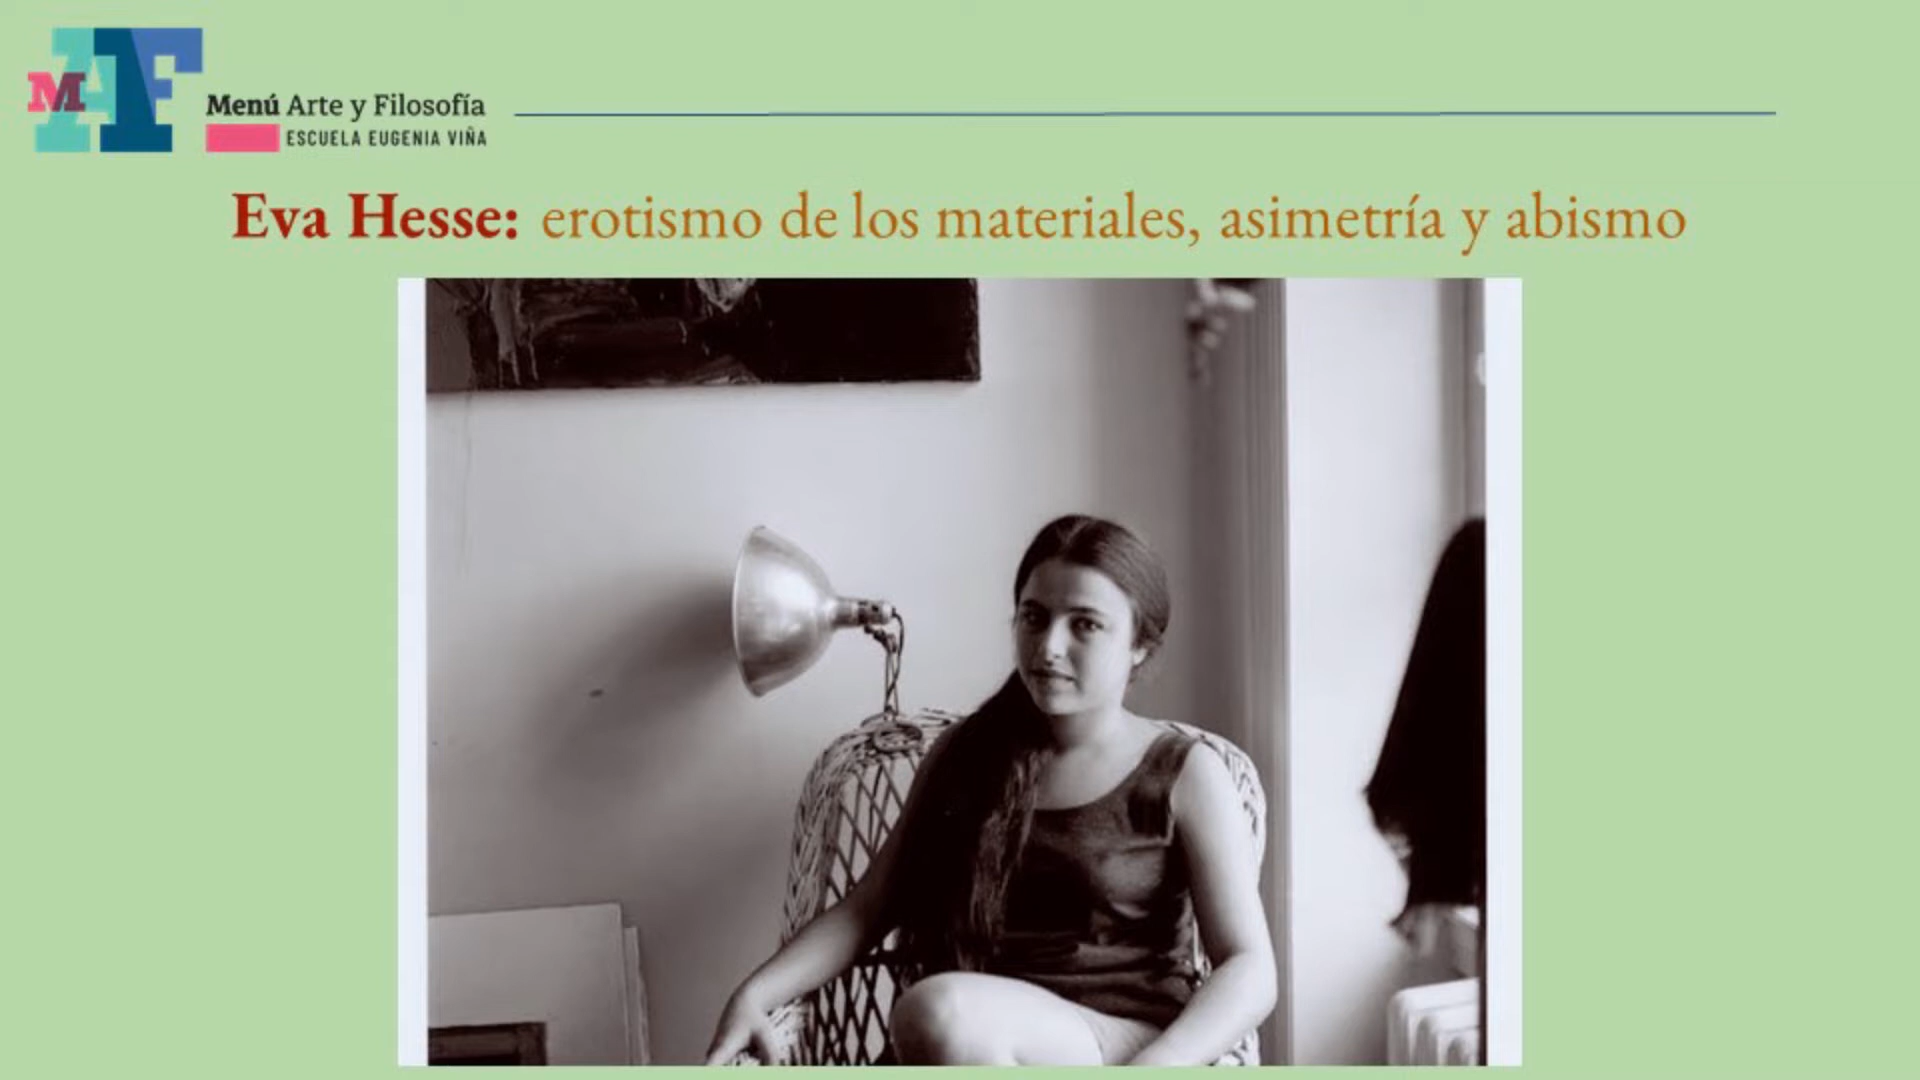 MAF
Menú Arte y Filosofía
ESCUELA EUGENIA VIÑA
Eva Hesse: erotismo de los materiales, asimetría y abismo